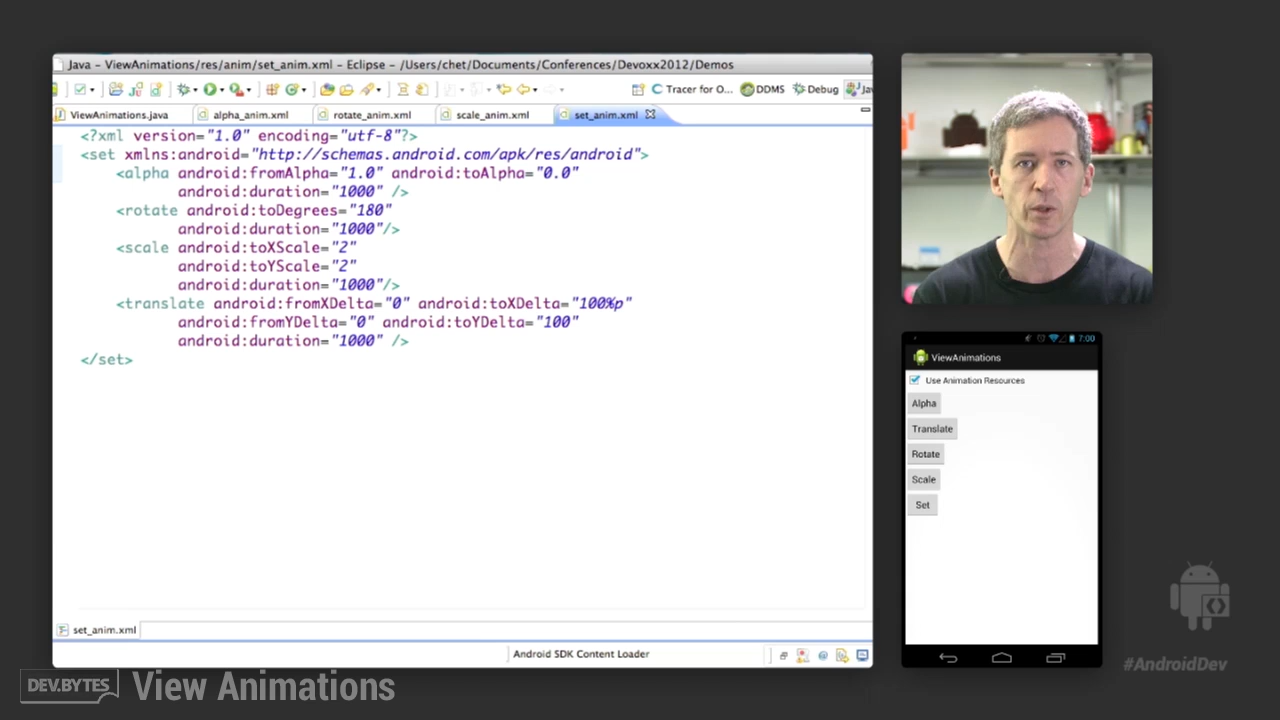 Java - ViewAnimations/res/anim/set_anim.xml - Eclipse - /Users/chet/Documents/Conferences/Devoxx2012/Demos
Tracer for O... DDMS Debug Jav
ViewAnimations.java alpha_anim.xml rotate_anim.xml scale_anim.xml set_anim.xml
<?xml version="1.0" encoding="utf-8"?>
<set xmlns:android="http://schemas.android.com/apk/res/android">
<alpha android:fromAlpha="1.0" android:toAlpha="0.0"
android:duration="1000" />
<rotate android:toDegrees="180"
android:duration="1000"/>
<scale android:toXScale="2"
android:toYScale="2"
android:duration="1000"/>
<translate android:fromXDelta="0" android:toXDelta="100%p"
android:fromYDelta="0" android:toYDelta="100"
android:duration="1000" />
</set>
set_anim.xml
Android SDK Content Loader
7:00
ViewAnimations
Use Animation Resources
Alpha
Translate
Rotate
Scale
Set
#AndroidDev
DEV.BYTES View Animations